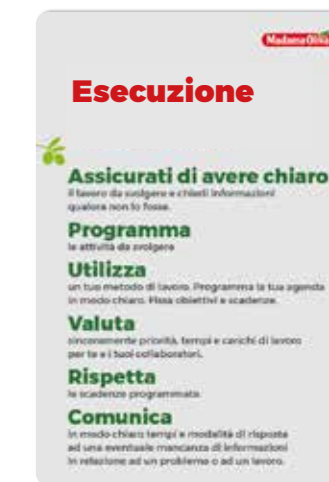 Madama Oliva
Esecuzione
Assicurati di avere chiaro
il lavoro da svolgere e chiedi informazioni
qualora non lo fosse.
Programma
le attività da svolgere
Utilizza
un tuo metodo di lavoro. Programma la tua agenda
in modo chiaro. Fissa obiettivi e scadenze.
Valuta
sinceramente priorità, tempi e carichi di lavoro
per te e i tuoi collaboratori.
Rispetta
le scadenze programmate.
Comunica
in modo chiaro tempi e modalità di risposta
ad una eventuale mancanza di informazioni
in relazione ad un problema o ad un lavoro.